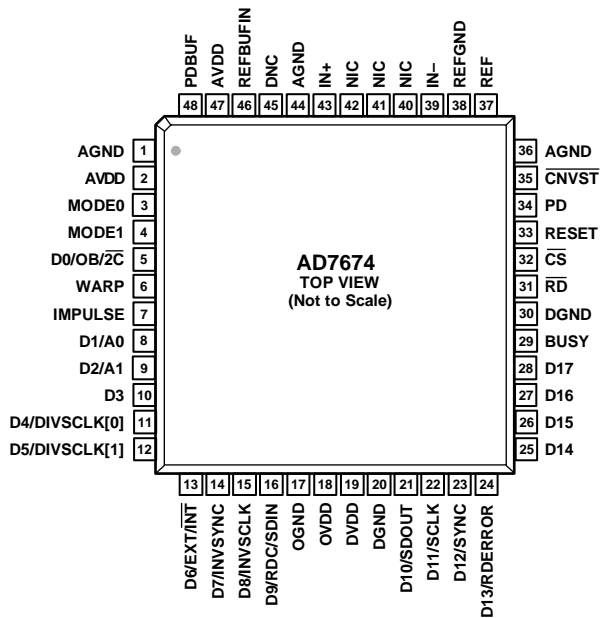 PDBUF
AVDD
REFBUFIN
DNC
AGND
IN+
NIC
NIC
NIC
IN–
REFGND
REF
48 47 46 45 44 43 42 41 40 39 38 37
AGND 1
AVDD 2
MODE0 3
MODE1 4
D0/OB/2C̅ 5
WARP 6
IMPULSE 7
D1/A0 8
D2/A1 9
D3 10
D4/DIVSCLK[0] 11
D5/DIVSCLK[1] 12
AD7674
TOP VIEW
(Not to Scale)
36 AGND
35 C̅N̅V̅S̅T̅
34 PD
33 RESET
32 C̅S̅
31 R̅D̅
30 DGND
29 BUSY
28 D17
27 D16
26 D15
25 D14
13 14 15 16 17 18 19 20 21 22 23 24
D6/EXT/I̅N̅T̅
D7/INVSYNC
D8/INVSCLK
D9/RDC/SDIN
OGND
OVDD
DVDD
DGND
D10/SDOUT
D11/SCLK
D12/SYNC
D13/RDERROR